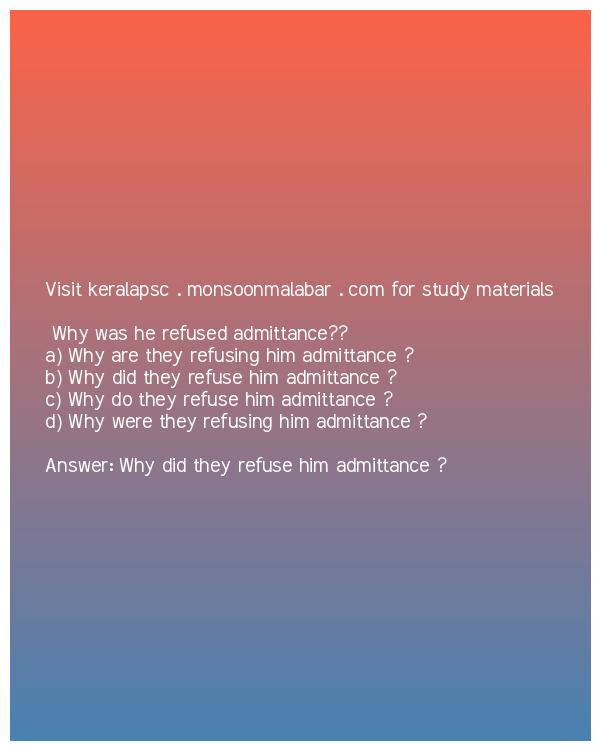 Visit keralapsc . monsoonmalabar . com for study materials
Why was he refused admittance??
a) Why are they refusing him admittance ?
b) Why did they refuse him admittance ?
c) Why do they refuse him admittance ?
d) Why were they refusing him admittance ?
Answer: Why did they refuse him admittance ?